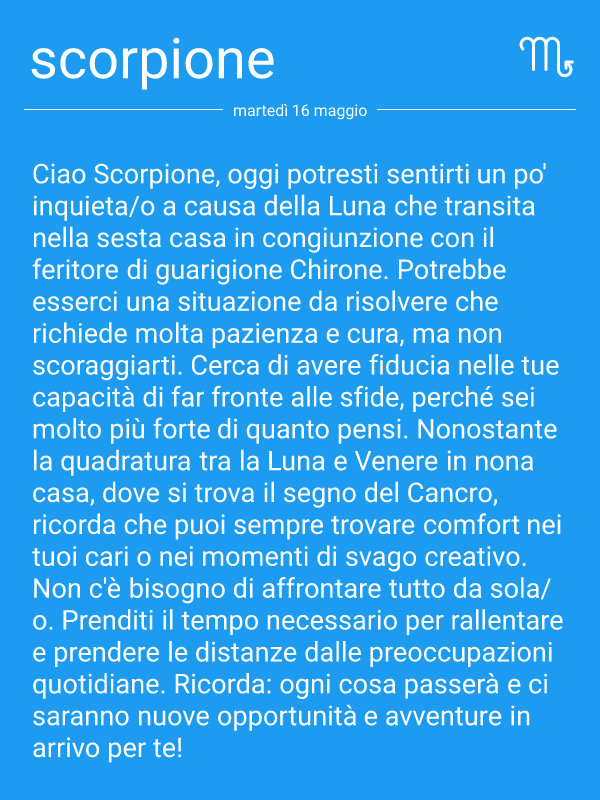 scorpione
martedì 16 maggio
Ciao Scorpione, oggi potresti sentirti un po'
inquieta/o a causa della Luna che transita
nella sesta casa in congiunzione con il
feritore di guarigione Chirone. Potrebbe
esserci una situazione da risolvere che
richiede molta pazienza e cura, ma non
scoraggiarti. Cerca di avere fiducia nelle tue
capacità di far fronte alle sfide, perché sei
molto più forte di quanto pensi. Nonostante
la quadratura tra la Luna e Venere in nona
casa, dove si trova il segno del Cancro,
ricorda che puoi sempre trovare comfort nei
tuoi cari o nei momenti di svago creativo.
Non c'è bisogno di affrontare tutto da sola/
o. Prenditi il tempo necessario per rallentare
e prendere le distanze dalle preoccupazioni
quotidiane. Ricorda: ogni cosa passerà e ci
saranno nuove opportunità e avventure in
arrivo per te!